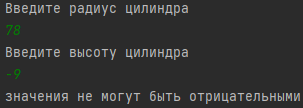 Введите радиус цилиндра
78
Введите высоту цилиндра
-9
значения не могут быть отрицательными